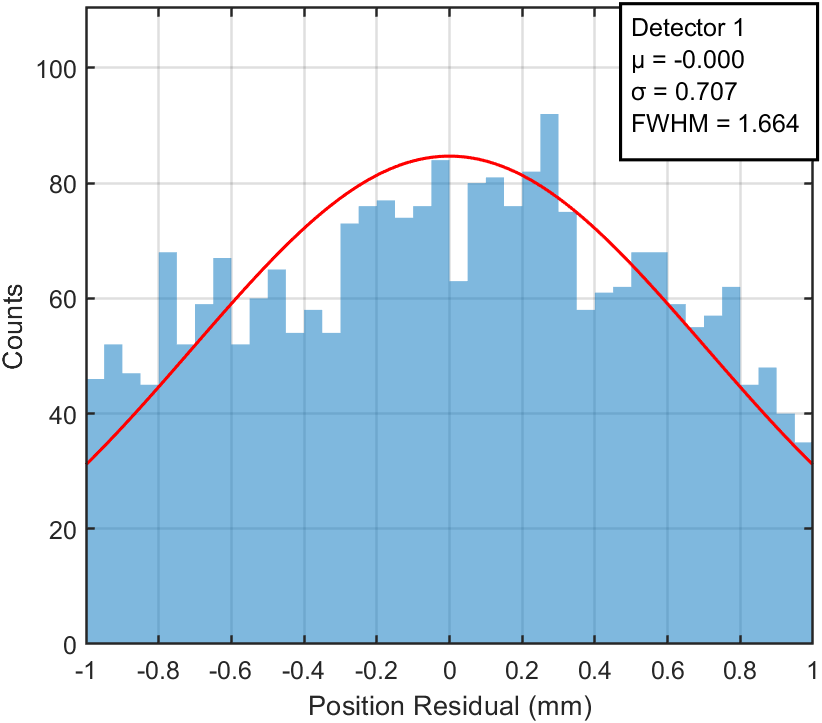 Detector 1
μ = -0.000
σ = 0.707
FWHM = 1.664
100
80
60
40
20
0
Counts
-1 -0.8 -0.6 -0.4 -0.2 0 0.2 0.4 0.6 0.8 1
Position Residual (mm)